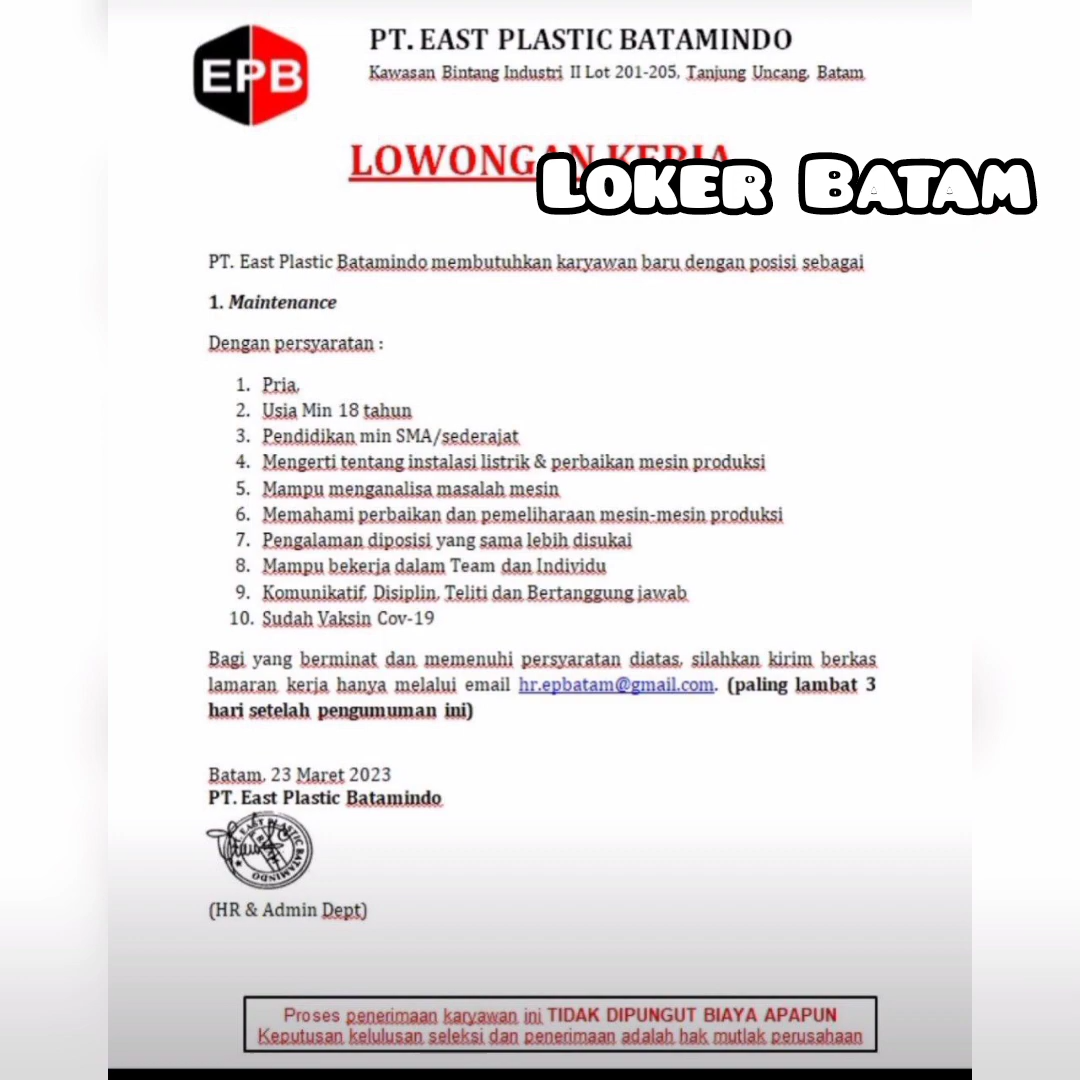 EPB
PT. EAST PLASTIC BATAMINDO
Kawasan Bintang Industri II Lot 201-205, Tanjung Uncang, Batam
LOWONGAN KERJA
LOKER BATAM
PT. East Plastic Batamindo membutuhkan karyawan baru dengan posisi sebagai
1. Maintenance
Dengan persyaratan :
1. Pria,
2. Usia Min 18 tahun
3. Pendidikan min SMA/sederajat
4. Mengerti tentang instalasi listrik & perbaikan mesin produksi
5. Mampu menganalisa masalah mesin
6. Memahami perbaikan dan pemeliharaan mesin-mesin produksi
7. Pengalaman diposisi yang sama lebih disukai
8. Mampu bekerja dalam Team dan Individu
9. Komunikatif, Disiplin, Teliti dan Bertanggung jawab
10. Sudah Vaksin Cov-19
Bagi yang berminat dan memenuhi persyaratan diatas, silahkan kirim berkas
lamaran kerja hanya melalui email hr.epbatam@gmail.com. (paling lambat 3
hari setelah pengumuman ini)
Batam, 23 Maret 2023
PT. East Plastic Batamindo
PLASTIC BATAMINDO
(HR & Admin Dept)
Proses penerimaan karyawan ini TIDAK DIPUNGUT BIAYA APAPUN
Keputusan kelulusan seleksi dan penerimaan adalah hak mutlak perusahaan